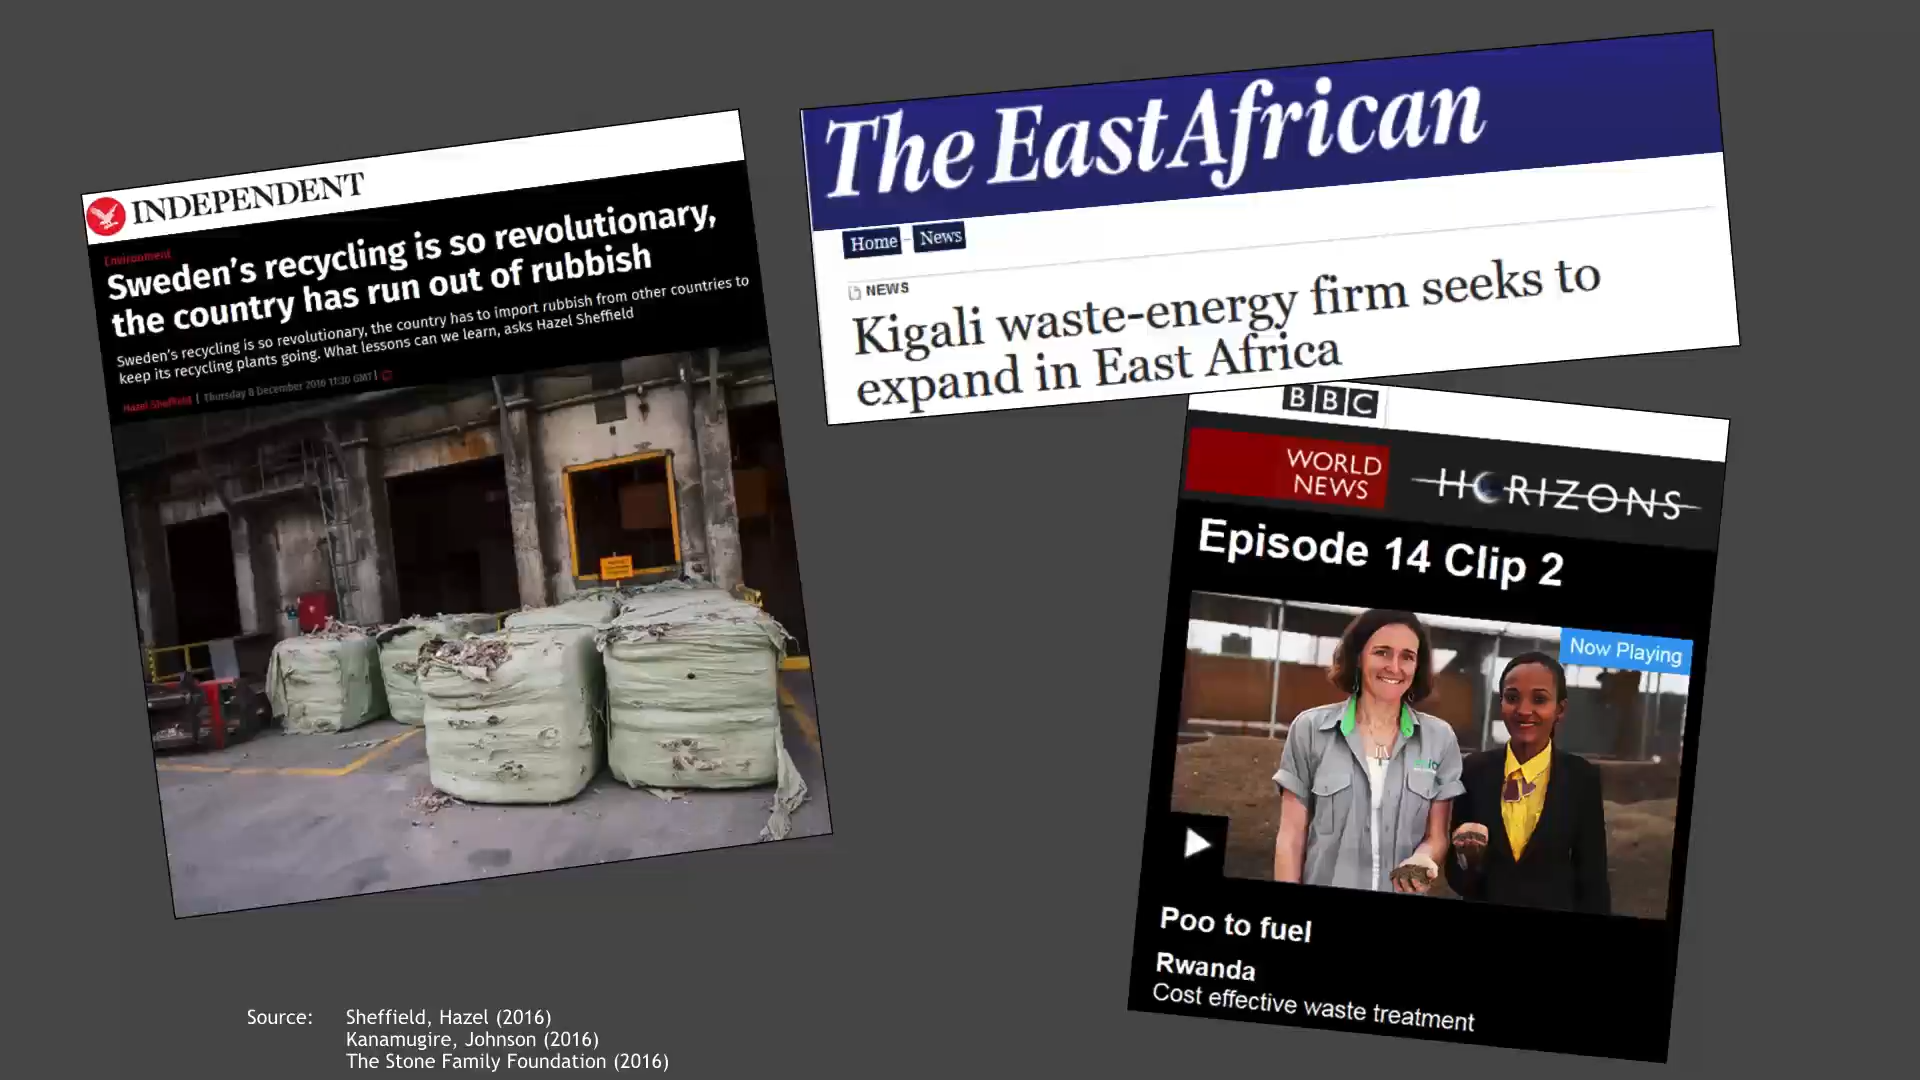 INDEPENDENT
Environment
Sweden's recycling is so revolutionary,
the country has run out of rubbish
Sweden's recycling is so revolutionary, the country has to import rubbish from other countries to
keep its recycling plants going. What lessons can we learn, asks Hazel Sheffield
Hazel Sheffield | Thursday 8 December 2016 11:30 GMT |
The EastAfrican
Home - News
NEWS
Kigali waste-energy firm seeks to
expand in East Africa
BBC
WORLD
NEWS
HORIZONS
Episode 14 Clip 2
Now Playing
Poo to fuel
Rwanda
Cost effective waste treatment
Source: Sheffield, Hazel (2016)
Kanamugire, Johnson (2016)
The Stone Family Foundation (2016)